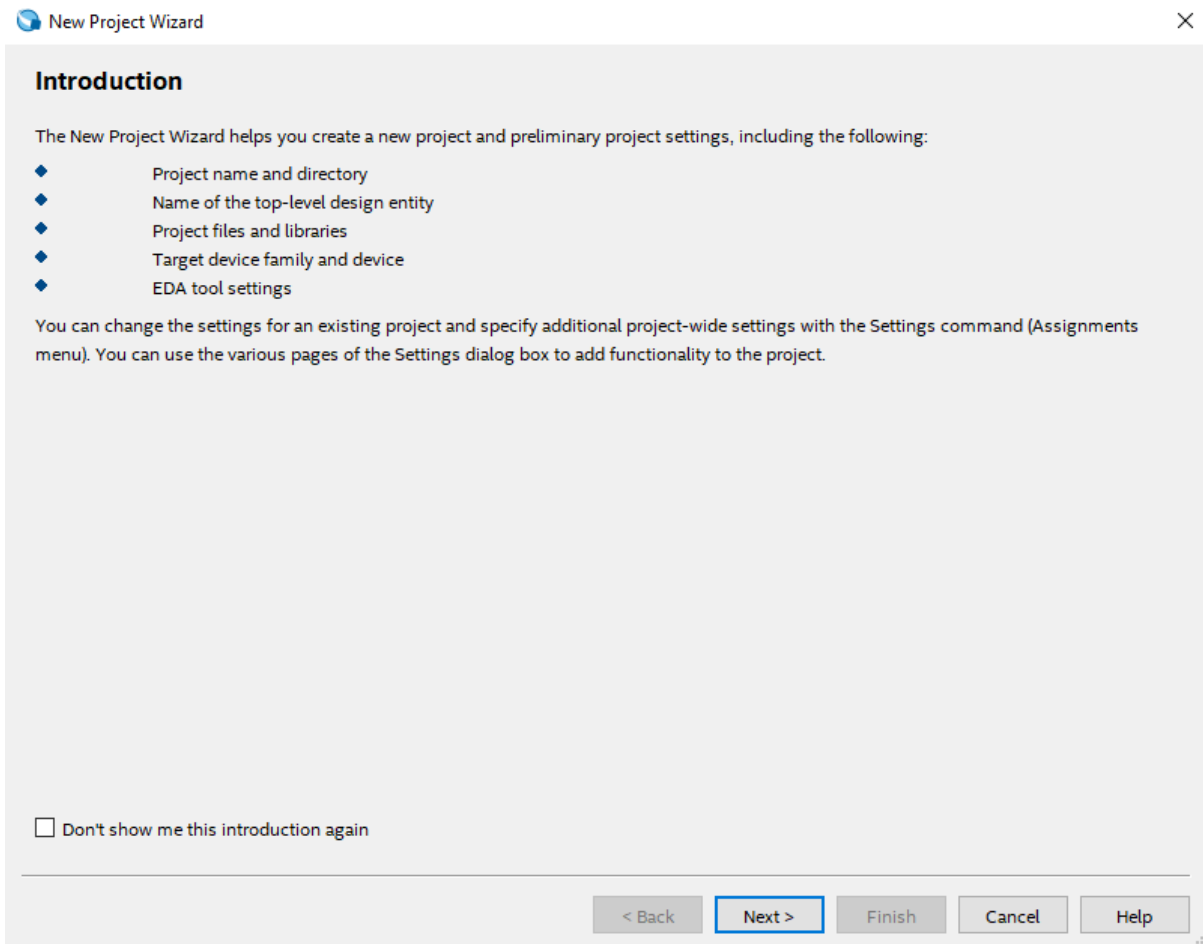 New Project Wizard
Introduction
The New Project Wizard helps you create a new project and preliminary project settings, including the following:
Project name and directory
Name of the top-level design entity
Project files and libraries
Target device family and device
EDA tool settings
You can change the settings for an existing project and specify additional project-wide settings with the Settings command (Assignments
menu). You can use the various pages of the Settings dialog box to add functionality to the project.
Don't show me this introduction again
< Back Next > Finish Cancel Help